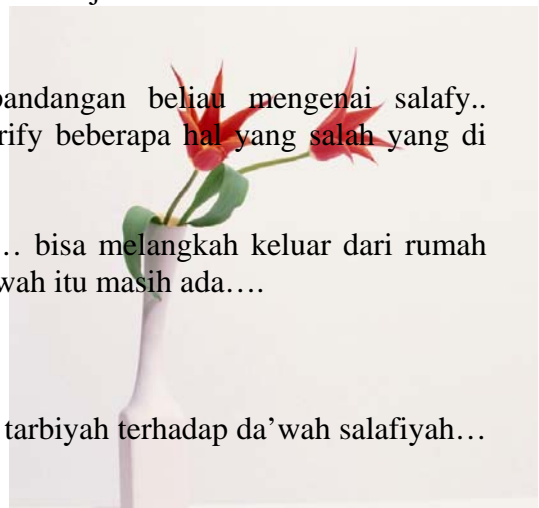 pandangan beliau mengenai salafy..
rify beberapa hal yang salah yang di
… bisa melangkah keluar dari rumah
wah itu masih ada….
tarbiyah terhadap da’wah salafiyah…